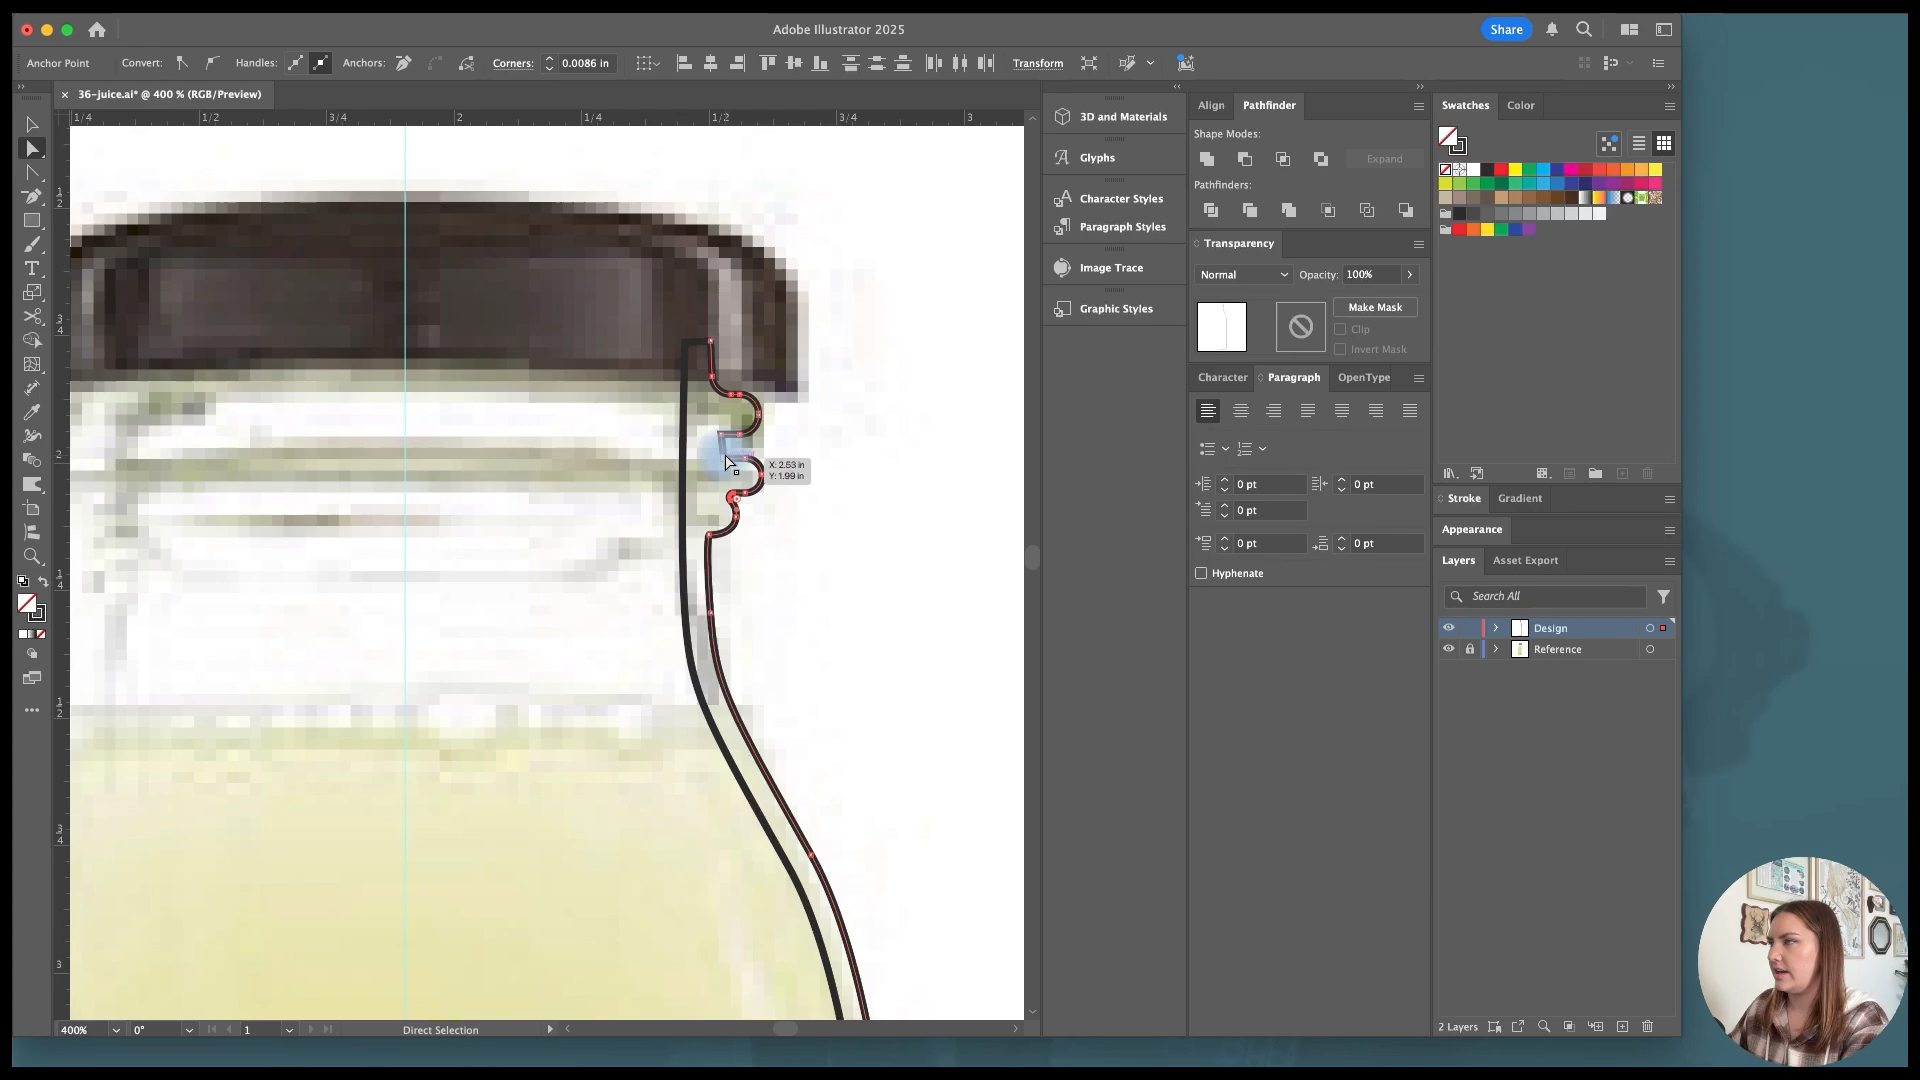 Adobe Illustrator 2025
Share
Anchor Point
Convert:
Handles:
Anchors:
Corners:
0.0086 in
Transform
36-juice.ai* @ 400 % (RGB/Preview)
1/4
1/2
3/4
2
1/4
1/2
3/4
3
1
2
3
4
2
1
4
1
2
3
4
3
X: 2.53 in
Y: 1.99 in
3D and Materials
Glyphs
Character Styles
Paragraph Styles
Image Trace
Graphic Styles
Align
Pathfinder
Shape Modes:
Expand
Pathfinders:
Transparency
Normal
Opacity:
100%
Make Mask
Clip
Invert Mask
Character
Paragraph
OpenType
0 pt
0 pt
0 pt
0 pt
0 pt
Hyphenate
Swatches
Color
Stroke
Gradient
Appearance
Layers
Asset Export
Search All
Design
Reference
2 Layers
400%
0°
1
Direct Selection